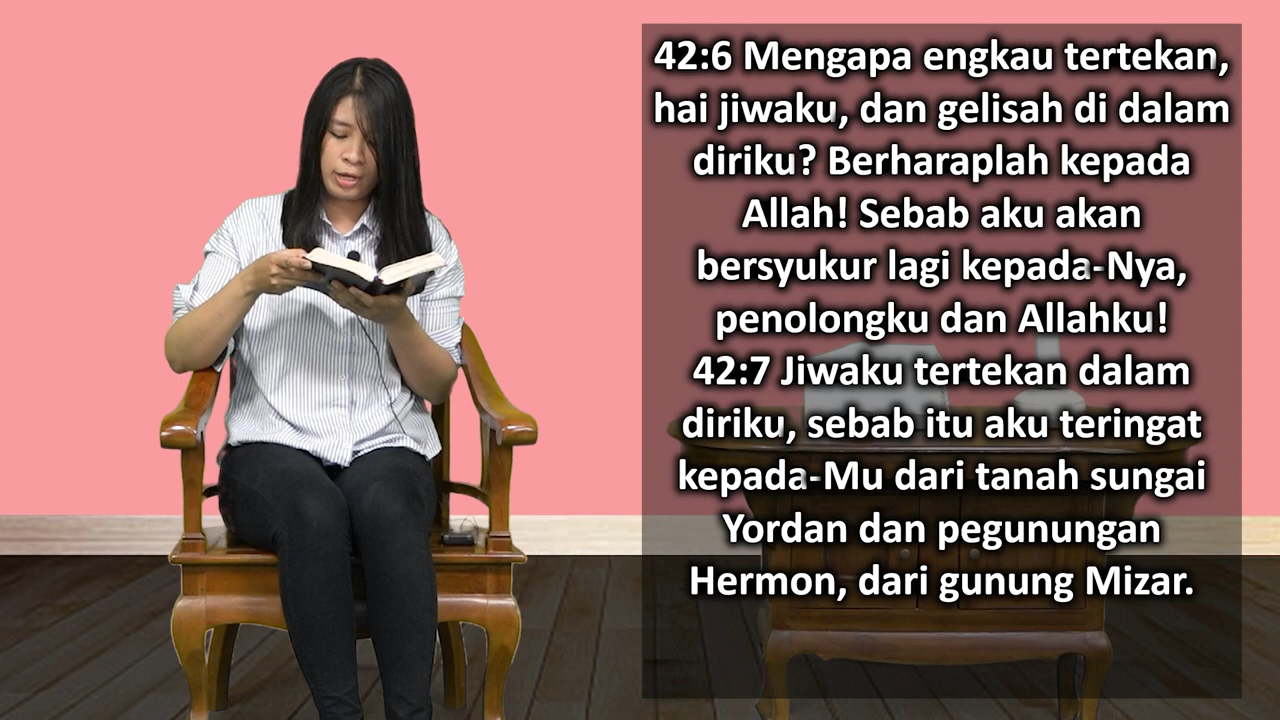 42:6 Mengapa engkau tertekan,
hai jiwaku, dan gelisah di dalam
diriku? Berharaplah kepada
Allah! Sebab aku akan
bersyukur lagi kepada-Nya,
penolongku dan Allahku!
42:7 Jiwaku tertekan dalam
diriku, sebab itu aku teringat
kepada-Mu dari tanah sungai
Yordan dan pegunungan
Hermon, dari gunung Mizar.